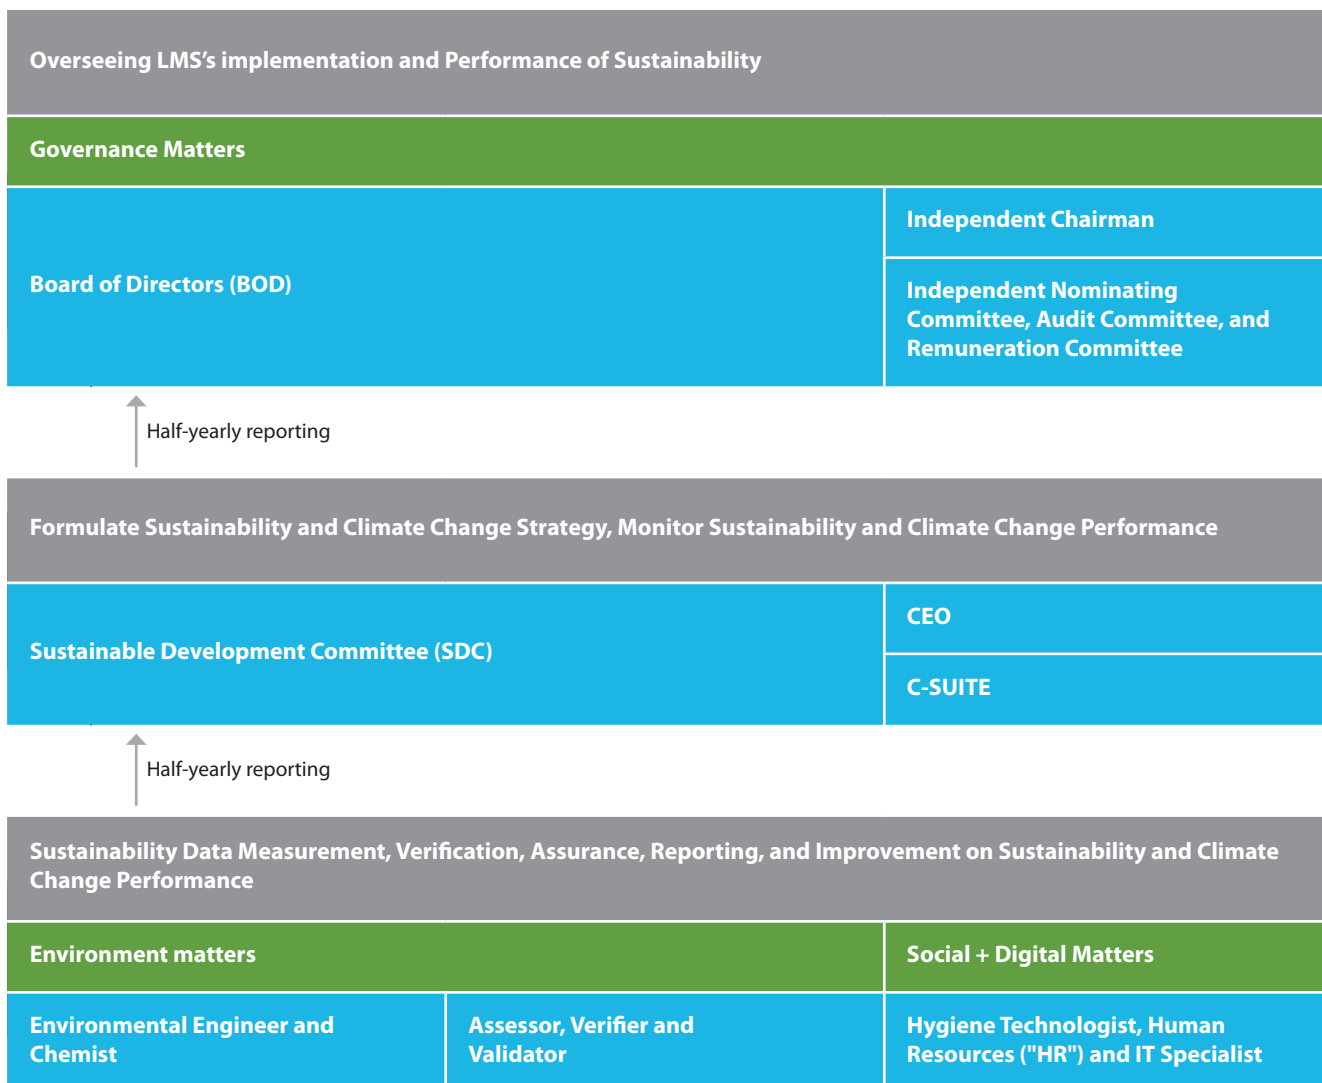 Overseeing LMS's implementation and Performance of Sustainability
Governance Matters
Board of Directors (BOD)
Independent Chairman
Independent Nominating
Committee, Audit Committee, and
Remuneration Committee
Half-yearly reporting
Formulate Sustainability and Climate Change Strategy, Monitor Sustainability and Climate Change Performance
Sustainable Development Committee (SDC)
CEO
C-SUITE
Half-yearly reporting
Sustainability Data Measurement, Verification, Assurance, Reporting, and Improvement on Sustainability and Climate
Change Performance
Environment matters
Social + Digital Matters
Environmental Engineer and
Chemist
Assessor, Verifier and
Validator
Hygiene Technologist, Human
Resources ("HR") and IT Specialist